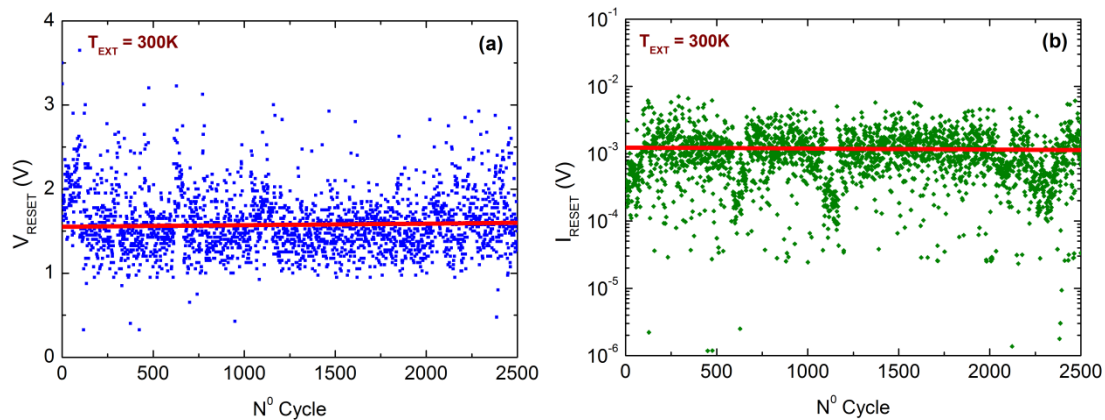 T_EXT = 300K
(a)
V_RESET (V)
4
3
2
1
0
0 500 1000 1500 2000 2500
N⁰ Cycle
T_EXT = 300K
(b)
I_RESET (V)
10⁻¹
10⁻²
10⁻³
10⁻⁴
10⁻⁵
10⁻⁶
0 500 1000 1500 2000 2500
N⁰ Cycle